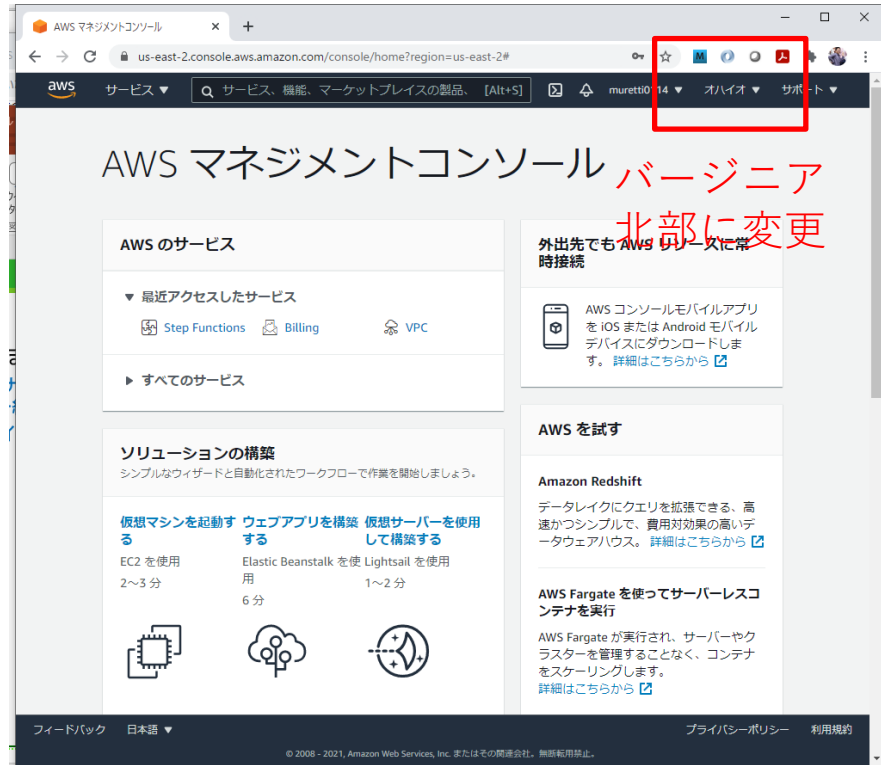 AWS マネジメントコンソール
us-east-2.console.aws.amazon.com/console/home?region=us-east-2#
aws サービス ▼ サービス、機能、マーケットプレイスの製品、 [Alt+S] オハイオ ▼ サポート ▼
AWS マネジメントコンソール
バージニア
北部に変更
AWS のサービス
▼ 最近アクセスしたサービス
Step Functions Billing VPC
▶ すべてのサービス
外出先でも AWS リソースに常
時接続
AWS コンソールモバイルアプリ
を iOS または Android モバイル
デバイスにダウンロードしま
す。 詳細はこちらから
ソリューションの構築
シンプルなウィザードと自動化されたワークフローで作業を開始しましょう。
仮想マシンを起動す
る
EC2 を使用
2～3 分
ウェブアプリを構築
する
Elastic Beanstalk を使
用
6 分
仮想サーバーを使用
して構築する
Lightsail を使用
1～2 分
AWS を試す
Amazon Redshift
データレイクにクエリを拡張できる、高
速かつシンプルで、費用対効果の高いデ
ータウェアハウス。 詳細はこちらから
AWS Fargate を使ってサーバーレスコ
ンテナを実行
AWS Fargate が実行され、サーバーやク
ラスターを管理することなく、コンテナ
をスケーリングします。
詳細はこちらから
フィードバック 日本語 ▼ プライバシーポリシー 利用規約
© 2008 - 2021, Amazon Web Services, Inc. またはその関連会社。無断転用禁止。